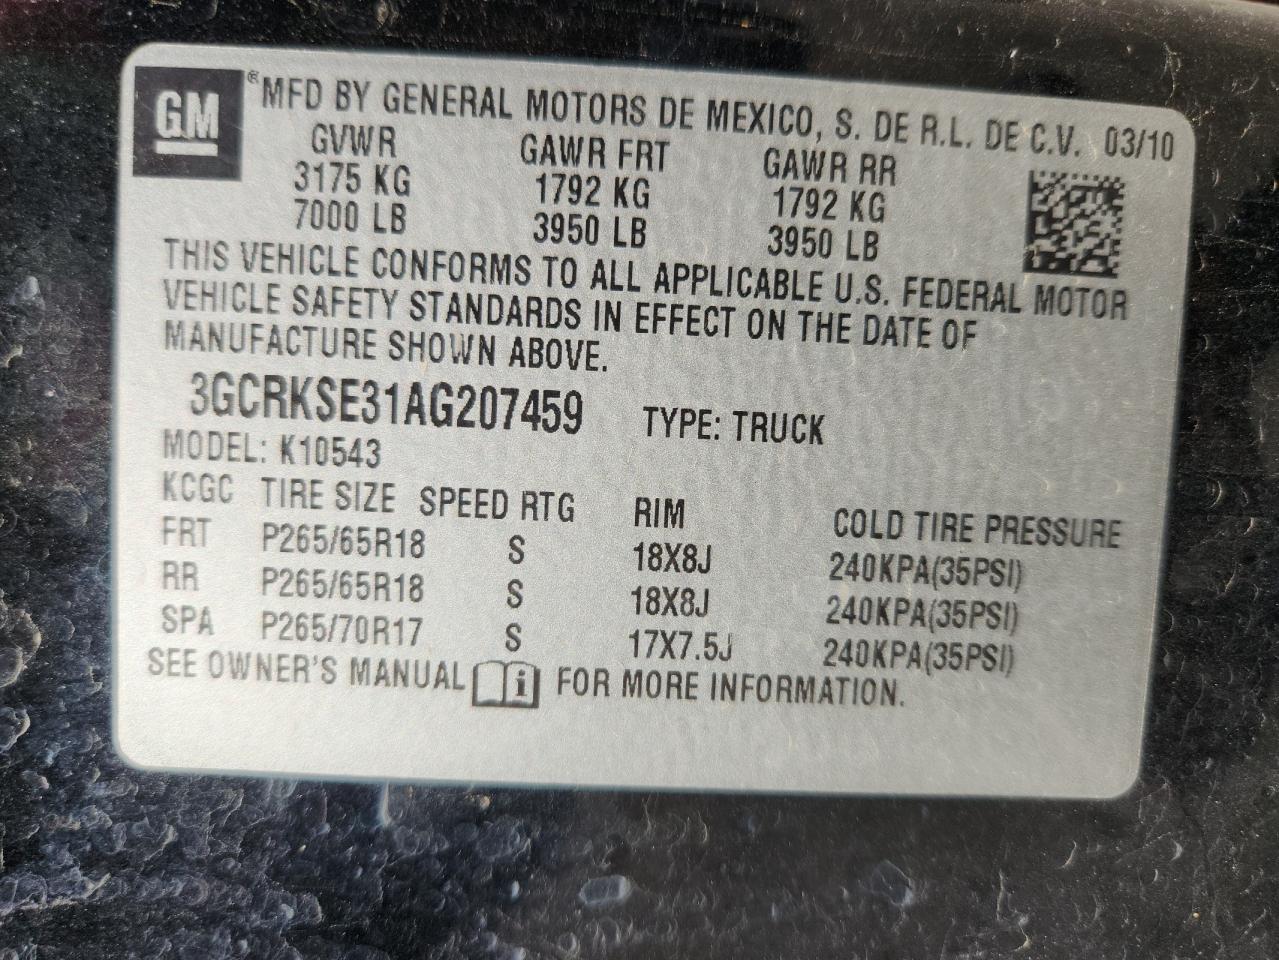 GM ® MFD BY GENERAL MOTORS DE MEXICO, S. DE R.L. DE C.V. 03/10
GVWR GAWR FRT GAWR RR
3175 KG 1792 KG 1792 KG
7000 LB 3950 LB 3950 LB
THIS VEHICLE CONFORMS TO ALL APPLICABLE U.S. FEDERAL MOTOR
VEHICLE SAFETY STANDARDS IN EFFECT ON THE DATE OF
MANUFACTURE SHOWN ABOVE.
3GCRKSE31AG207459 TYPE: TRUCK
MODEL: K10543
KCGC TIRE SIZE SPEED RTG RIM COLD TIRE PRESSURE
FRT P265/65R18 S 18X8J 240KPA(35PSI)
RR P265/65R18 S 18X8J 240KPA(35PSI)
SPA P265/70R17 S 17X7.5J 240KPA(35PSI)
SEE OWNER'S MANUAL i FOR MORE INFORMATION.